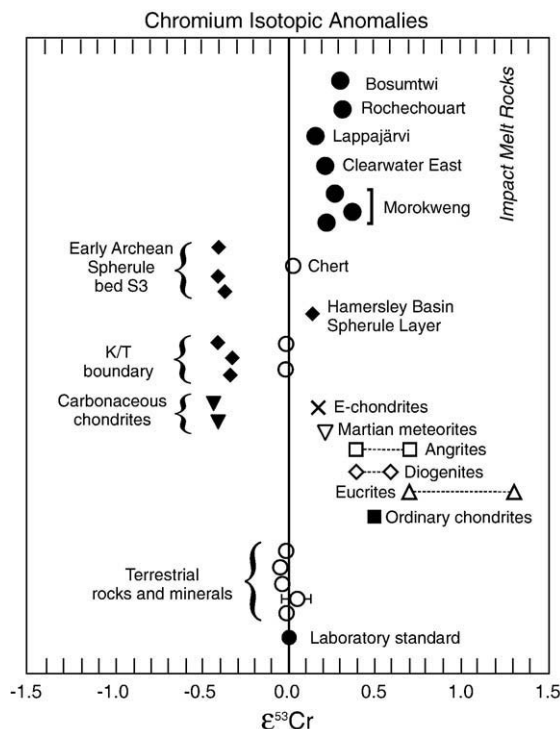 Chromium Isotopic Anomalies
Bosumtwi
Rochechouart
Lappajärvi
Clearwater East
Morokweng
Impact Melt Rocks
Early Archean
Spherule
bed S3
Chert
Hamersley Basin
Spherule Layer
K/T
boundary
Carbonaceous
chondrites
E-chondrites
Martian meteorites
Angrites
Diogenites
Eucrites
Ordinary chondrites
Terrestrial
rocks and minerals
Laboratory standard
-1.5 -1.0 -0.5 0.0 0.5 1.0 1.5
ε⁵³Cr